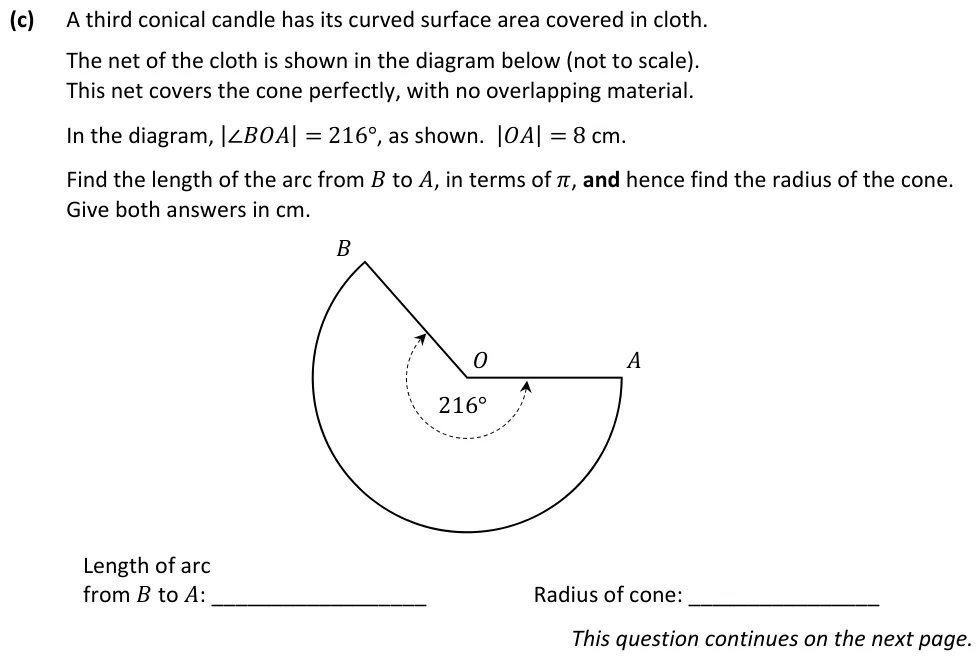 (c) A third conical candle has its curved surface area covered in cloth.
The net of the cloth is shown in the diagram below (not to scale).
This net covers the cone perfectly, with no overlapping material.
In the diagram, |∠BOA| = 216°, as shown. |OA| = 8 cm.
Find the length of the arc from B to A, in terms of π, and hence find the radius of the cone.
Give both answers in cm.
B
O
A
216°
Length of arc
from B to A: ____________________ Radius of cone: __________________
This question continues on the next page.